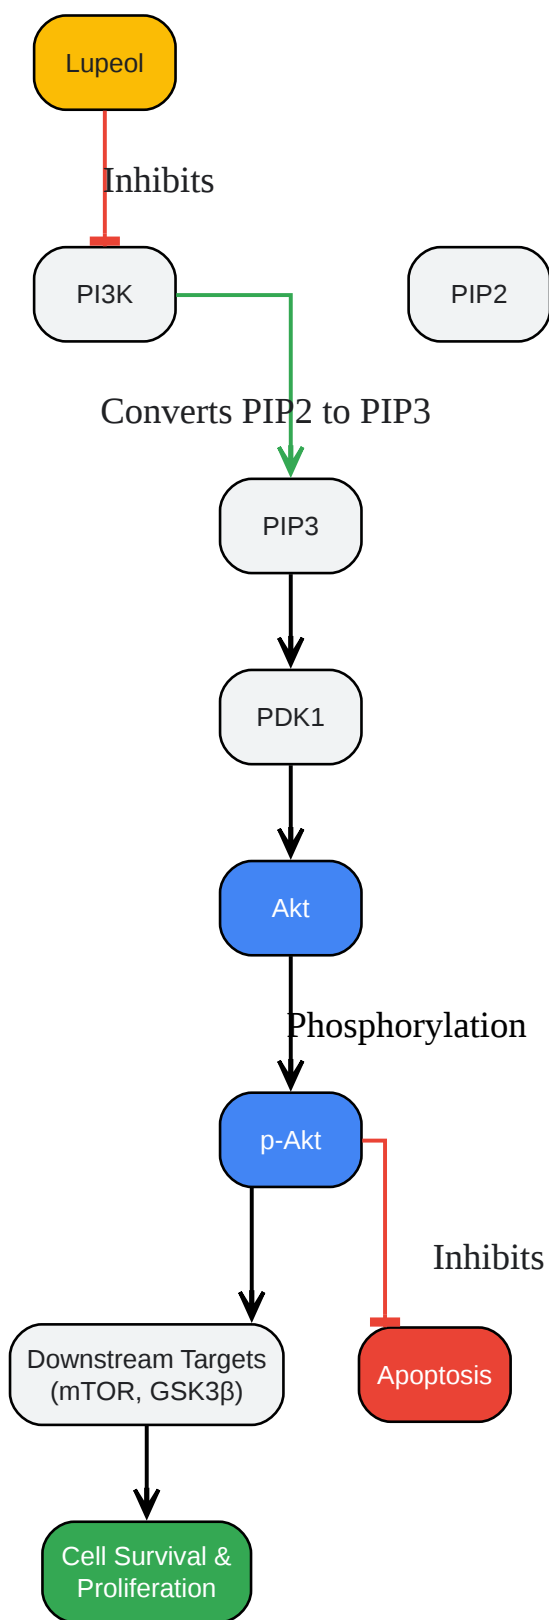 Lupeol
Inhibits
PI3K
PIP2
Converts PIP2 to PIP3
PIP3
PDK1
Akt
Phosphorylation
p-Akt
Inhibits
Downstream Targets
(mTOR, GSK3β)
Apoptosis
Cell Survival &
Proliferation